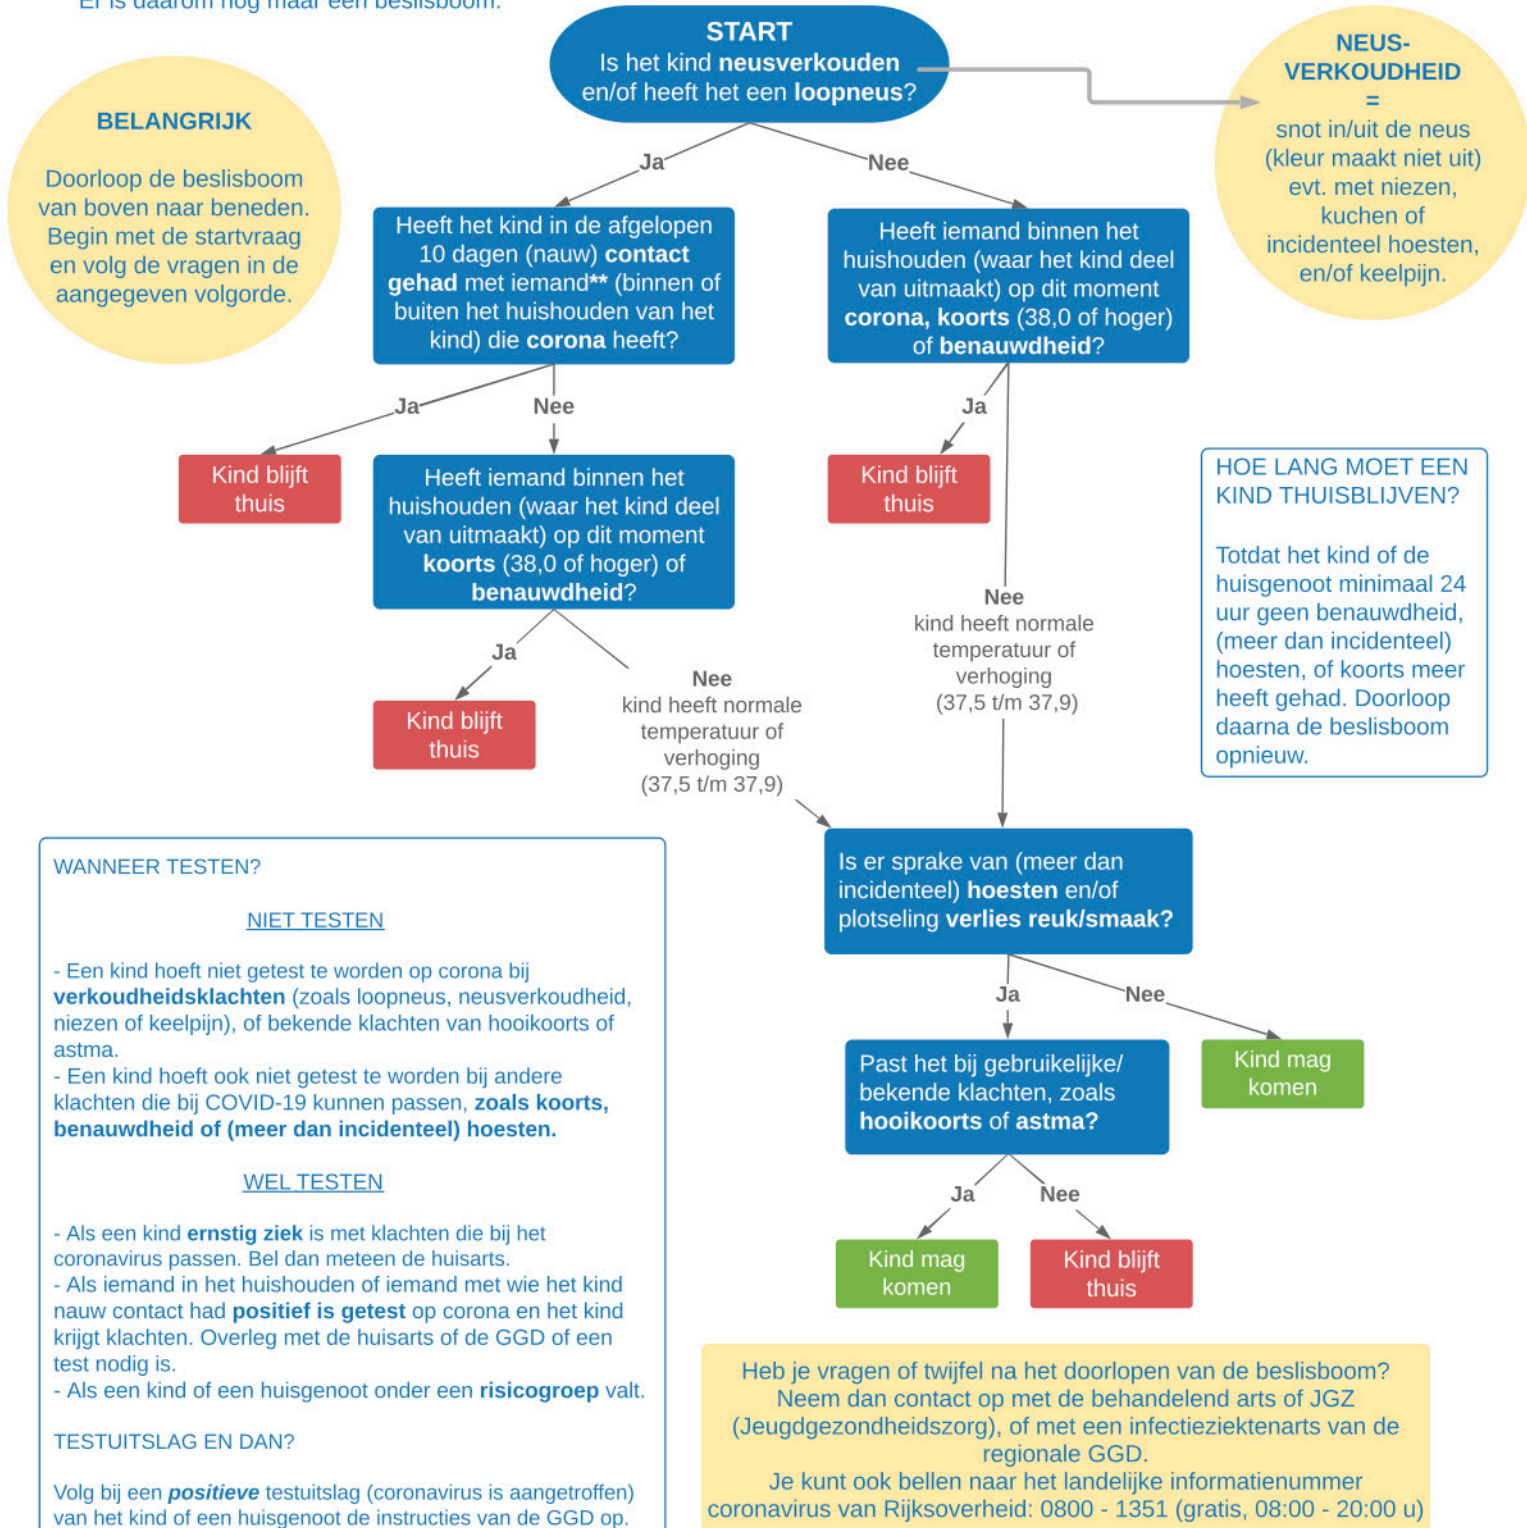 Er is daarom nog maar één beslisboom.
START
Is het kind neusverkouden
en/of heeft het een loopneus?
NEUS-
VERKOUDHEID
=
snot in/uit de neus
(kleur maakt niet uit)
evt. met niezen,
kuchen of
incidenteel hoesten,
en/of keelpijn.
BELANGRIJK
Doorloop de beslisboom
van boven naar beneden.
Begin met de startvraag
en volg de vragen in de
aangegeven volgorde.
Ja
Nee
Heeft het kind in de afgelopen
10 dagen (nauw) contact
gehad met iemand** (binnen of
buiten het huishouden van het
kind) die corona heeft?
Heeft iemand binnen het
huishouden (waar het kind deel
van uitmaakt) op dit moment
corona, koorts (38,0 of hoger)
of benauwdheid?
Ja
Nee
Ja
Kind blijft
thuis
Heeft iemand binnen het
huishouden (waar het kind deel
van uitmaakt) op dit moment
koorts (38,0 of hoger) of
benauwdheid?
Kind blijft
thuis
HOE LANG MOET EEN
KIND THUISBLIJVEN?
Totdat het kind of de
huisgenoot minimaal 24
uur geen benauwdheid,
(meer dan incidenteel)
hoesten, of koorts meer
heeft gehad. Doorloop
daarna de beslisboom
opnieuw.
Nee
kind heeft normale
temperatuur of
verhoging
(37,5 t/m 37,9)
Ja
Kind blijft
thuis
Nee
kind heeft normale
temperatuur of
verhoging
(37,5 t/m 37,9)
Is er sprake van (meer dan
incidenteel) hoesten en/of
plotseling verlies reuk/smaak?
Ja
Nee
Past het bij gebruikelijke/
bekende klachten, zoals
hooikoorts of astma?
Kind mag
komen
Ja
Nee
Kind mag
komen
Kind blijft
thuis
WANNEER TESTEN?
NIET TESTEN
- Een kind hoeft niet getest te worden op corona bij
verkoudheidsklachten (zoals loopneus, neusverkoudheid,
niezen of keelpijn), of bekende klachten van hooikoorts of
astma.
- Een kind hoeft ook niet getest te worden bij andere
klachten die bij COVID-19 kunnen passen, zoals koorts,
benauwdheid of (meer dan incidenteel) hoesten.
WEL TESTEN
- Als een kind ernstig ziek is met klachten die bij het
coronavirus passen. Bel dan meteen de huisarts.
- Als iemand in het huishouden of iemand met wie het kind
nauw contact had positief is getest op corona en het kind
krijgt klachten. Overleg met de huisarts of de GGD of een
test nodig is.
- Als een kind of een huisgenoot onder een risicogroep valt.
TESTUITSLAG EN DAN?
Volg bij een positieve testuitslag (coronavirus is aangetroffen)
van het kind of een huisgenoot de instructies van de GGD op.
Heb je vragen of twijfel na het doorlopen van de beslisboom?
Neem dan contact op met de behandelend arts of JGZ
(Jeugdgezondheidszorg), of met een infectieziektenarts van de
regionale GGD.
Je kunt ook bellen naar het landelijke informatienummer
coronavirus van Rijksoverheid: 0800 - 1351 (gratis, 08:00 - 20:00 u)